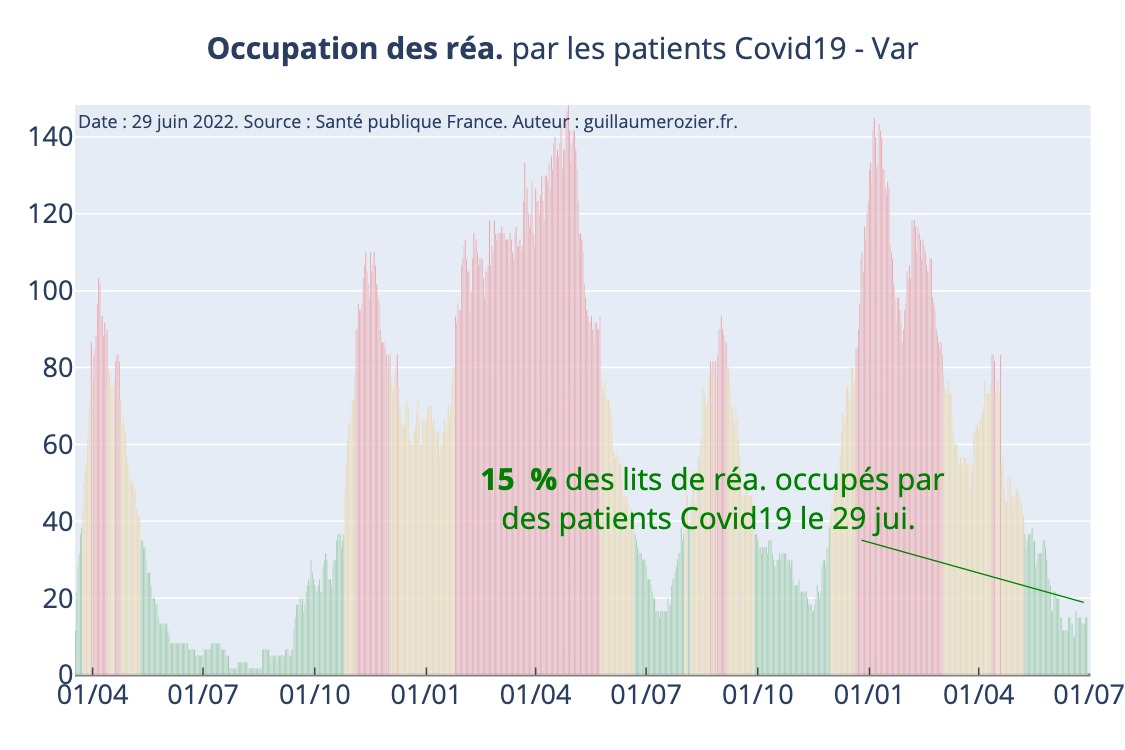 Occupation des réa. par les patients Covid19 - Var
Date : 29 juin 2022. Source : Santé publique France. Auteur : guillaumerozier.fr.
140
120
100
80
60
40
20
0
15  % des lits de réa. occupés par
des patients Covid19 le 29 jui.
01/04 01/07 01/10 01/01 01/04 01/07 01/10 01/01 01/04 01/07